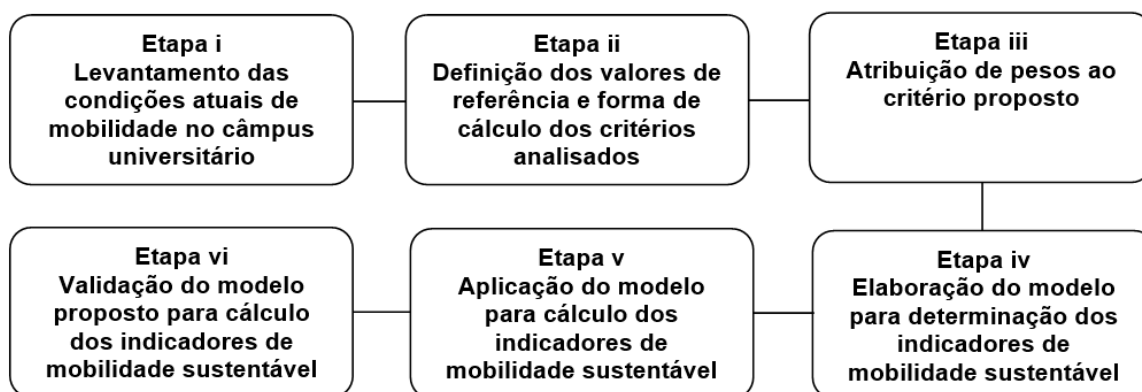 Etapa i
Levantamento das
condições atuais de
mobilidade no câmpus
universitário
Etapa ii
Definição dos valores de
referência e forma de
cálculo dos critérios
analisados
Etapa iii
Atribuição de pesos ao
critério proposto
Etapa iv
Elaboração do modelo
para determinação dos
indicadores de
mobilidade sustentável
Etapa v
Aplicação do modelo
para cálculo dos
indicadores de
mobilidade sustentável
Etapa vi
Validação do modelo
proposto para cálculo
dos indicadores de
mobilidade sustentável